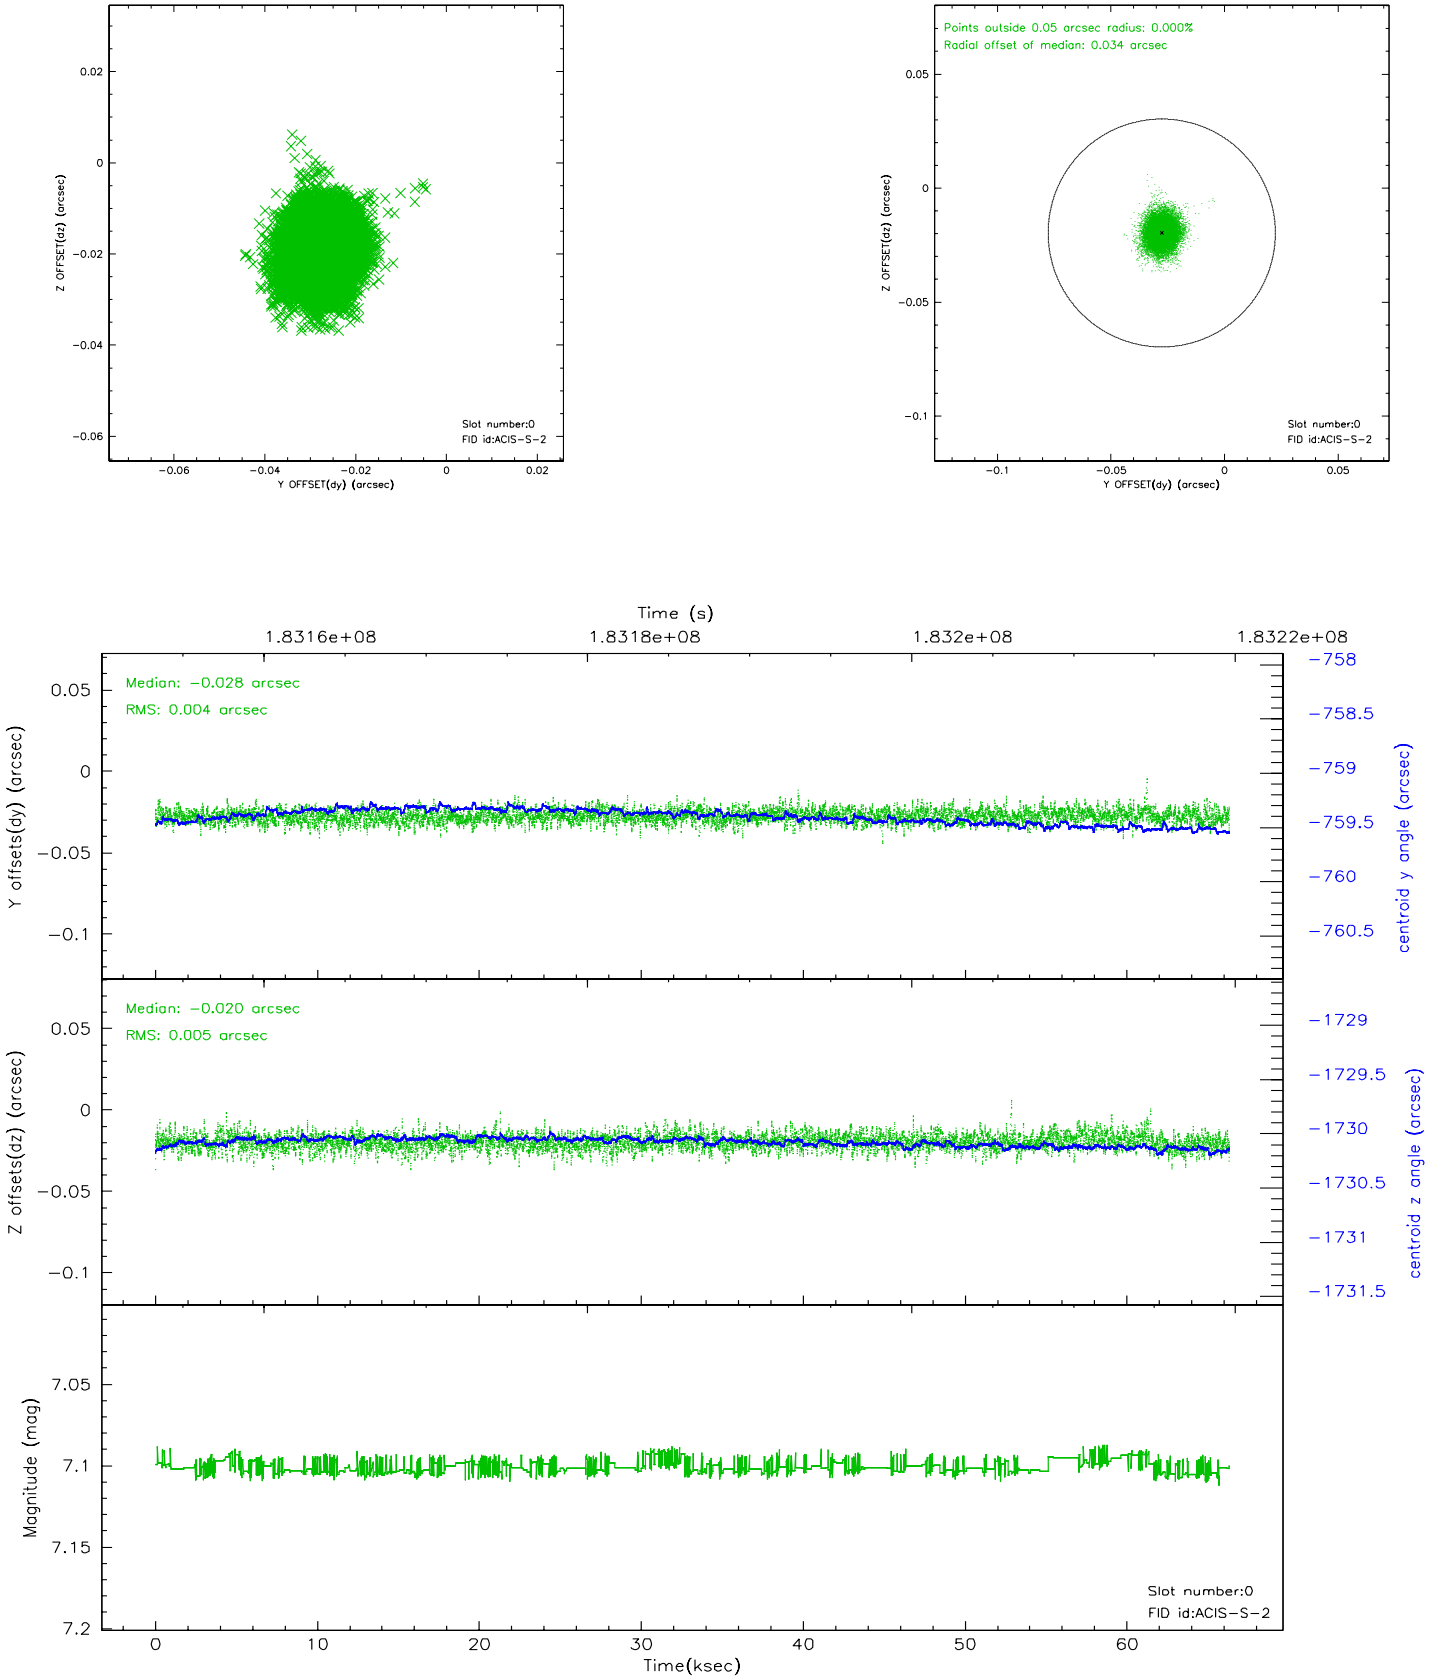 0.02
0
−0.02
−0.04
−0.06
Z OFFSET(dz) (arcsec)
Slot number:0
FID id:ACIS−S−2
−0.06
−0.04
−0.02
0
0.02
Y OFFSET(dy) (arcsec)
Points outside 0.05 arcsec radius: 0.000%
Radial offset of median: 0.034 arcsec
0.05
0
−0.05
−0.1
Z OFFSET(dz) (arcsec)
Slot number:0
FID id:ACIS−S−2
−0.1
−0.05
0
0.05
Y OFFSET(dy) (arcsec)
Time (s)
1.8316e+08
1.8318e+08
1.832e+08
1.8322e+08
Median: −0.028 arcsec
RMS: 0.004 arcsec
0.05
0
−0.05
−0.1
Y offsets(dy) (arcsec)
−758
−758.5
−759
−759.5
−760
−760.5
centroid y angle (arcsec)
Median: −0.020 arcsec
RMS: 0.005 arcsec
0.05
0
−0.05
−0.1
Z offsets(dz) (arcsec)
−1729
−1729.5
−1730
−1730.5
−1731
−1731.5
centroid z angle (arcsec)
7.05
7.1
7.15
7.2
Magnitude (mag)
Slot number:0
FID id:ACIS−S−2
0
10
20
30
40
50
60
Time(ksec)